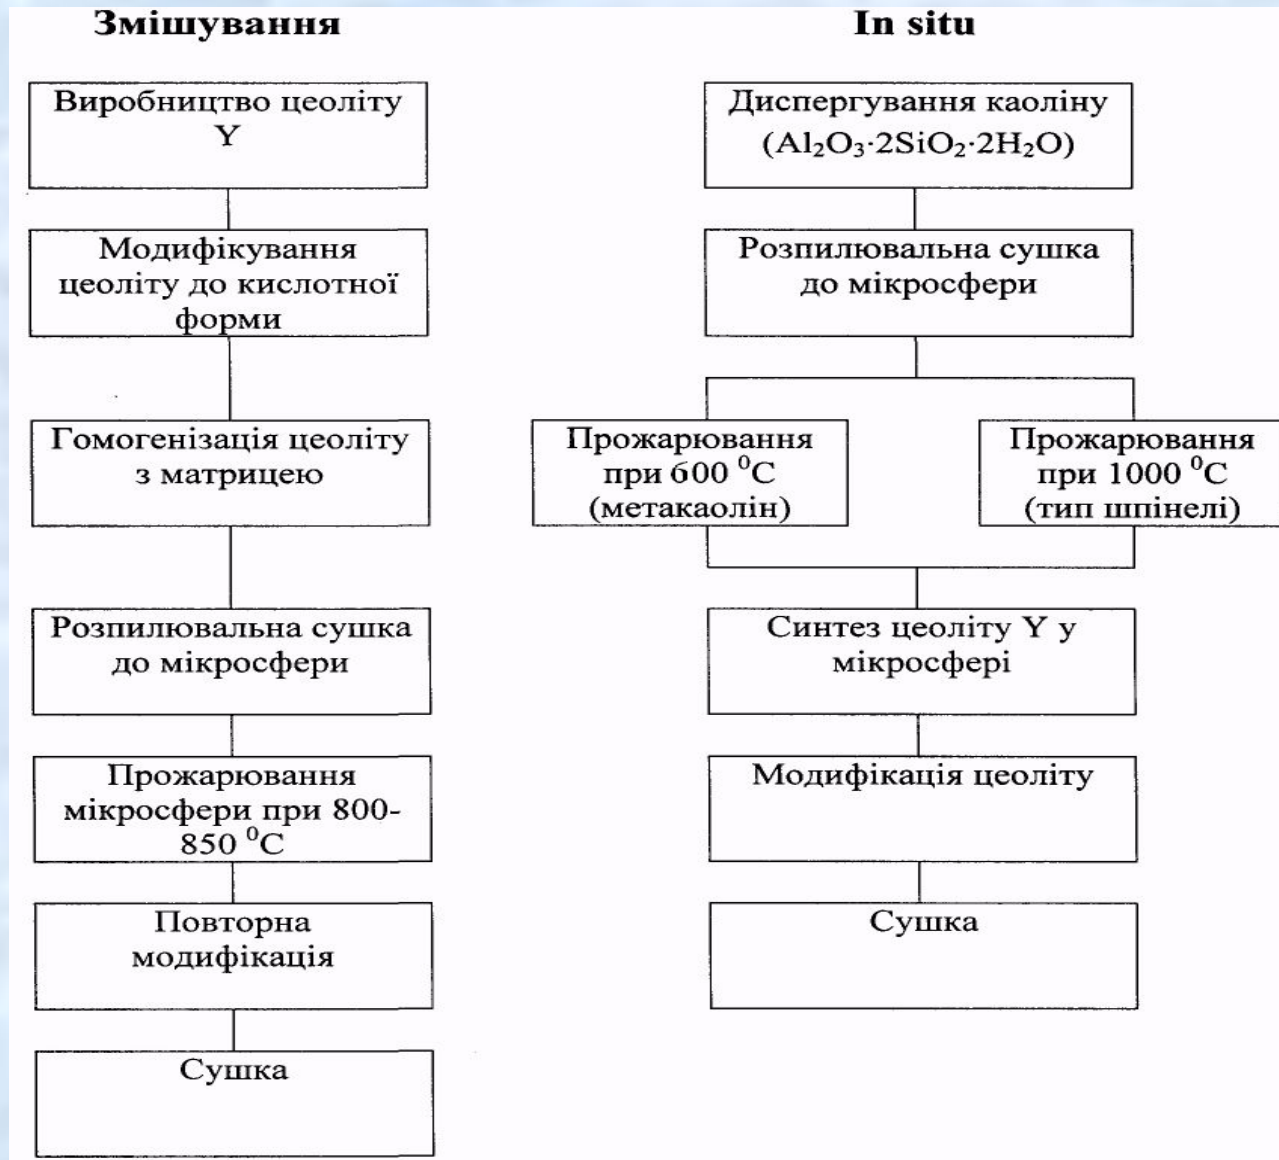 Змішування
Виробництво цеоліту
Y
Модифікування
цеоліту до кислотної
форми
Гомогенізація цеоліту
з матрицею
Розпилювальна сушка
до мікросфери
Прожарювання
мікросфери при 800-
850 ⁰C
Повторна
модифікація
Сушка
In situ
Диспергування каоліну
(Al₂O₃·2SiO₂·2H₂O)
Розпилювальна сушка
до мікросфери
Прожарювання
при 600 ⁰C
(метакаолін)
Прожарювання
при 1000 ⁰C
(тип шпінелі)
Синтез цеоліту Y у
мікросфері
Модифікація цеоліту
Сушка